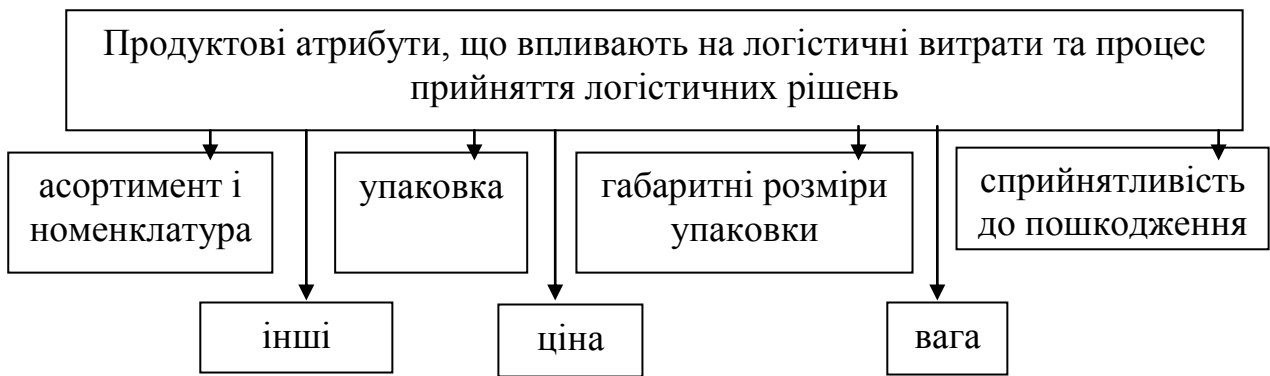 Продуктові атрибути, що впливають на логістичні витрати та процес
прийняття логістичних рішень
асортимент і
номенклатура
упаковка
габаритні розміри
упаковки
сприйнятливість
до пошкодження
інші
ціна
вага